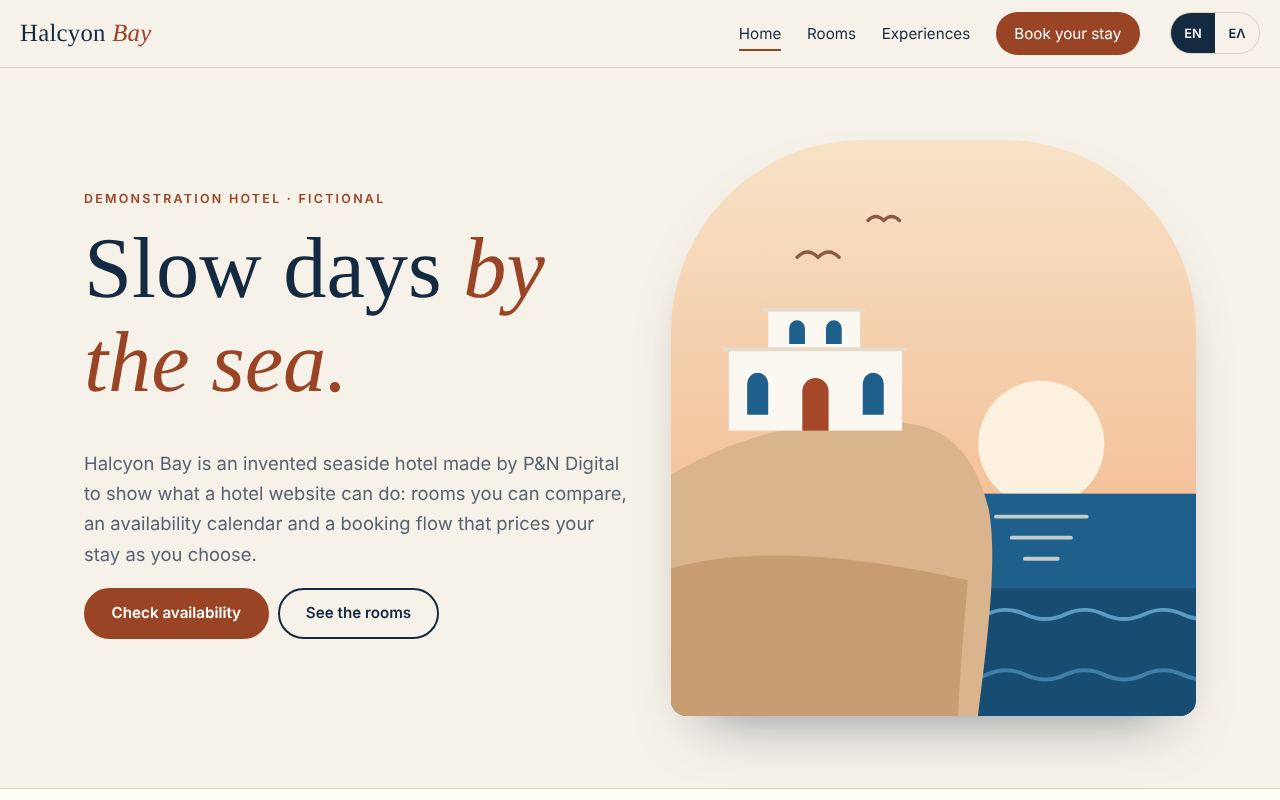 Halcyon Bay
Home Rooms Experiences Book your stay EN ΕΛ
DEMONSTRATION HOTEL · FICTIONAL
Slow days by
the sea.
Halcyon Bay is an invented seaside hotel made by P&N Digital
to show what a hotel website can do: rooms you can compare,
an availability calendar and a booking flow that prices your
stay as you choose.
Check availability See the rooms